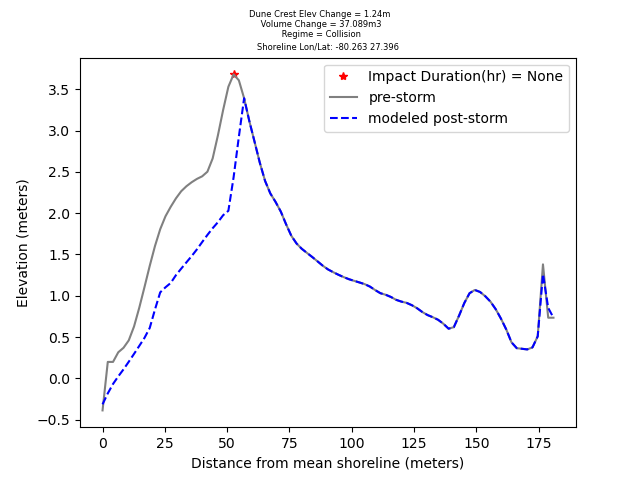 Dune Crest Elev Change = 1.24m
Volume Change = 37.089m3
Regime = Collision
Shoreline Lon/Lat: -80.263 27.396
Impact Duration(hr) = None
pre-storm
modeled post-storm
Elevation (meters)
3.5
3.0
2.5
2.0
1.5
1.0
0.5
0.0
−0.5
0 25 50 75 100 125 150 175
Distance from mean shoreline (meters)